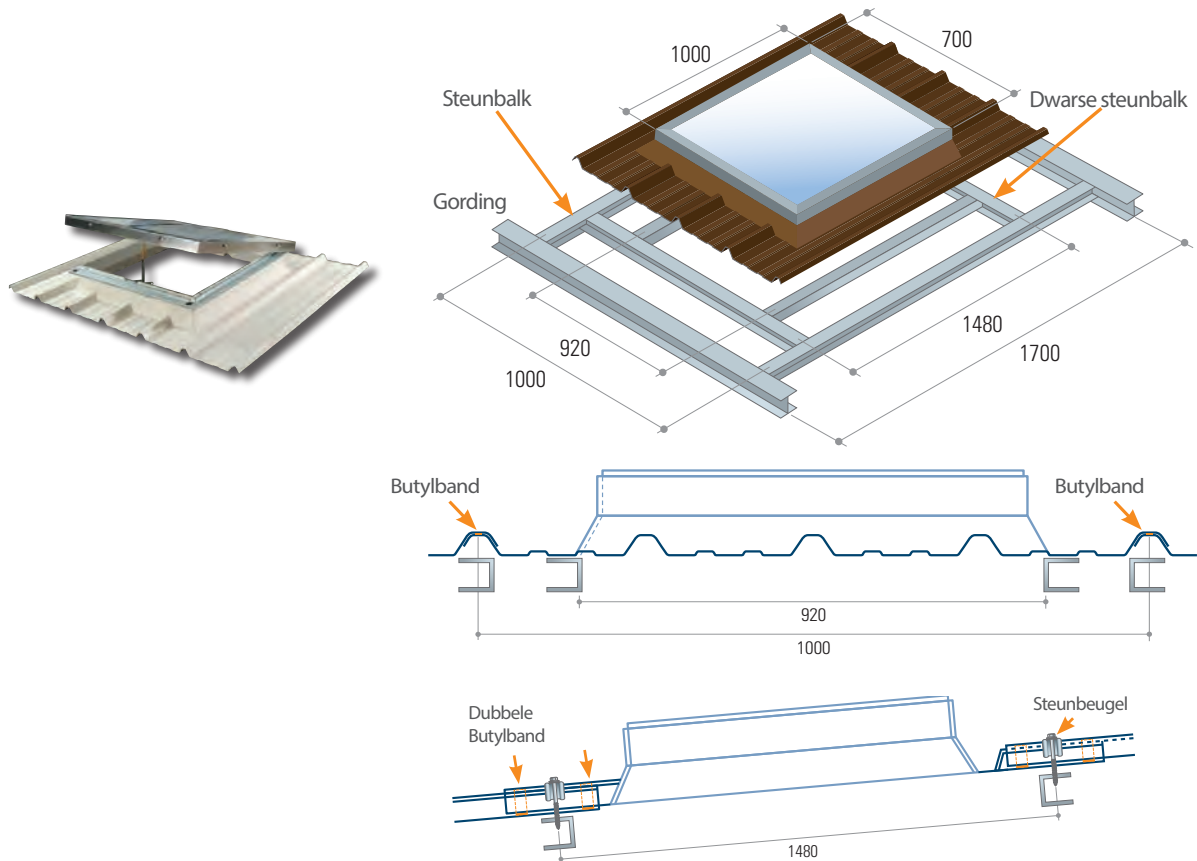 1000
700
Steunbalk
Dwarse steunbalk
Gording
920
1000
1480
1700
Butylband
Butylband
920
1000
Dubbele
Butylband
Steunbeugel
1480